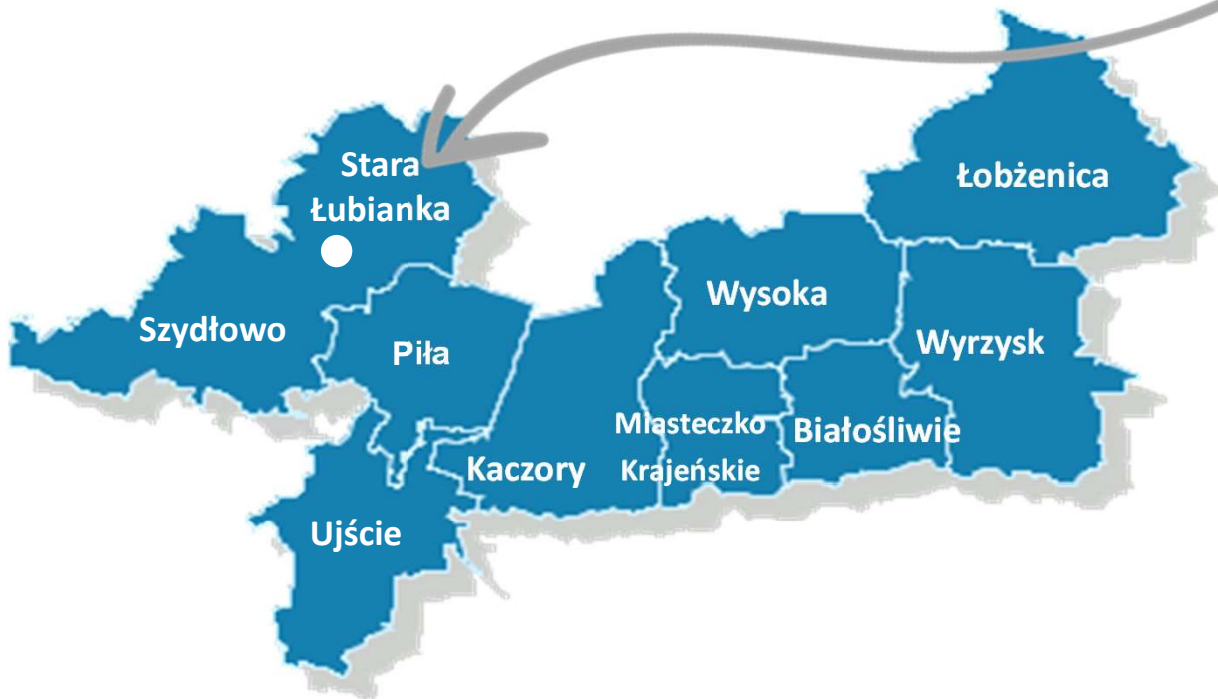 Stara
Łubianka
Łobżenica
Wysoka
Szydłowo
Piła
Wyrzysk
Miasteczko
Krajeńskie
Białośliwie
Kaczory
Ujście